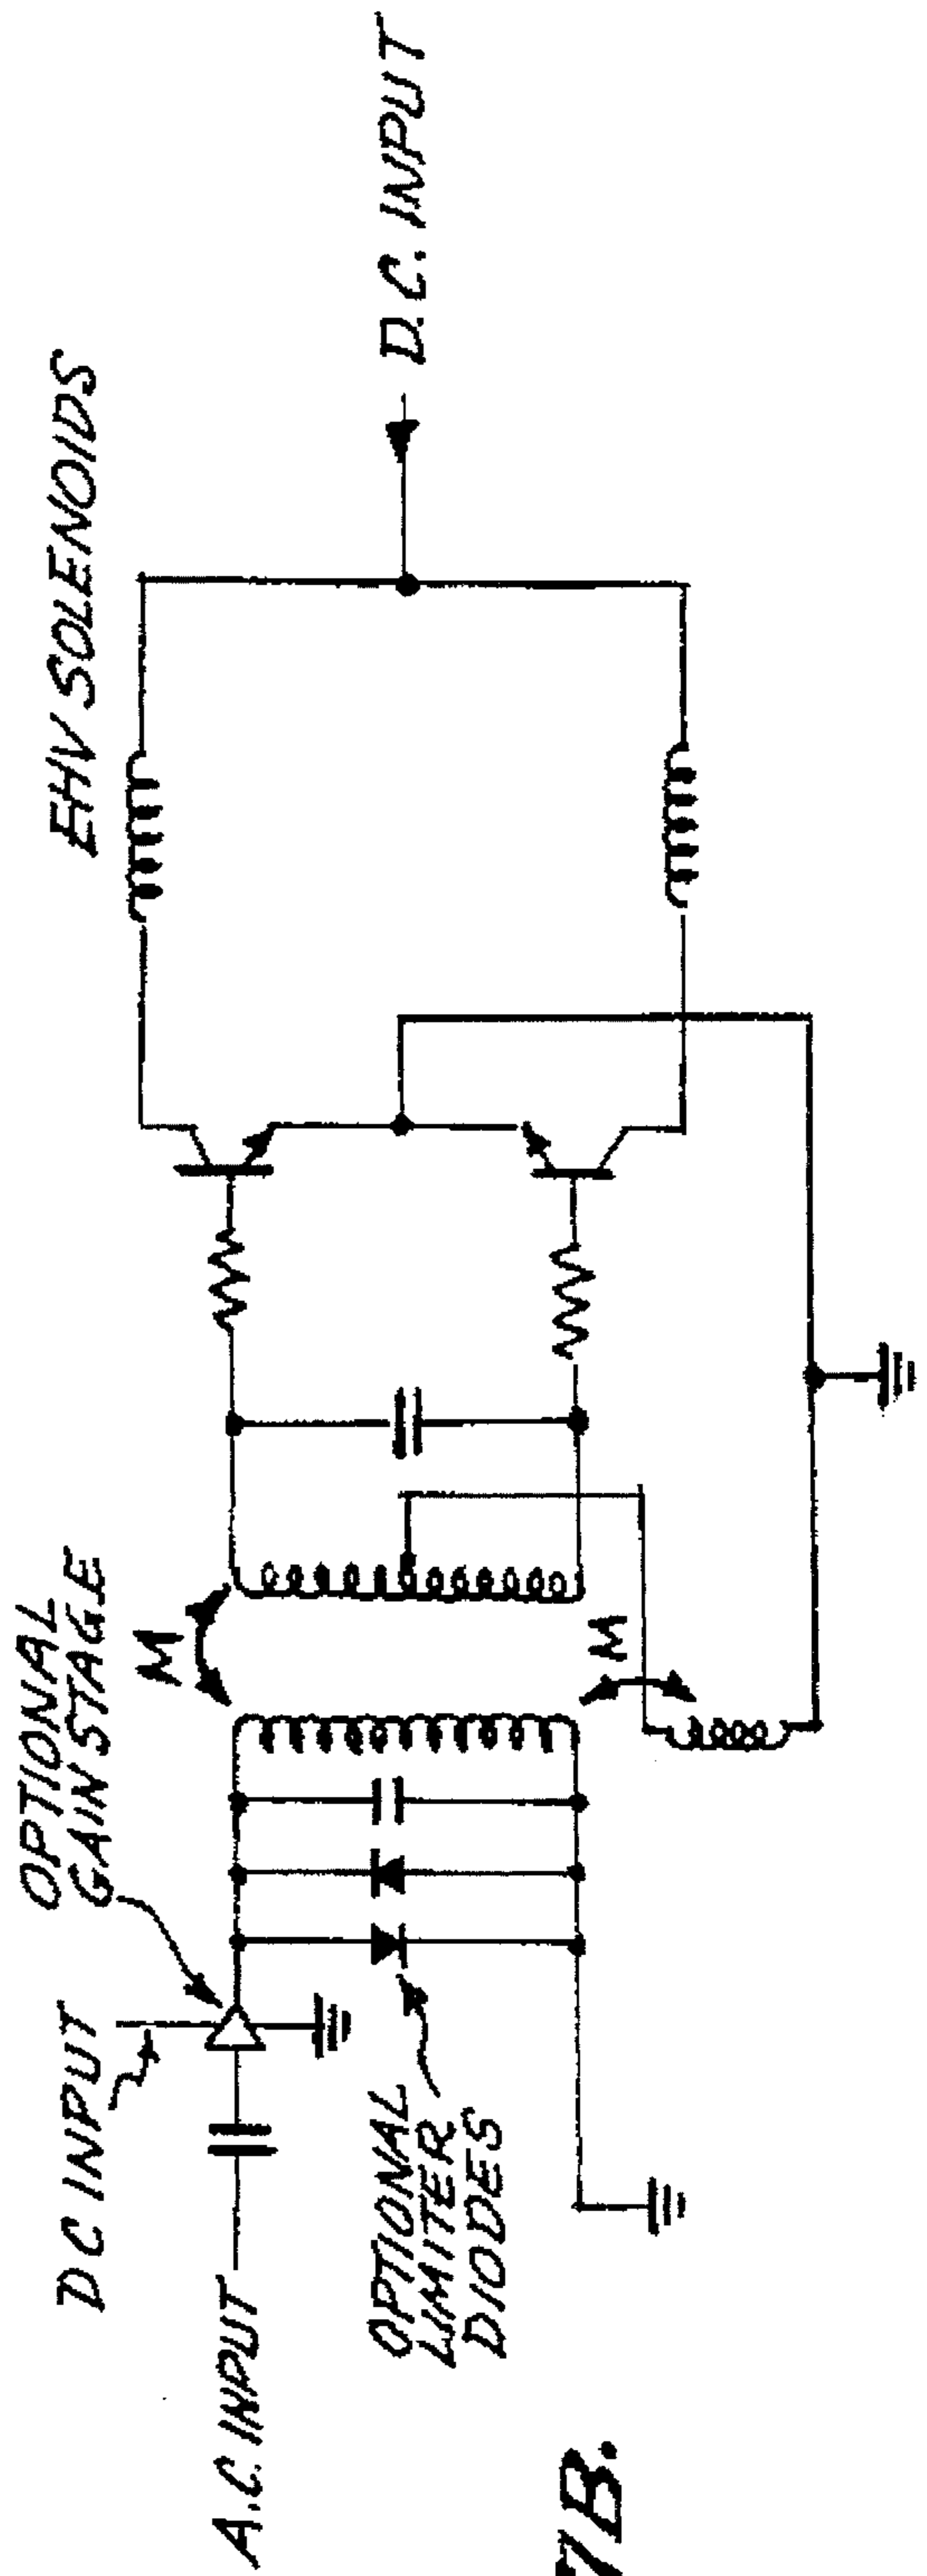 EHV SOLENOIDS
D.C. INPUT
OPTIONAL
GAIN STAGE
M
M
DC INPUT
A.C. INPUT
OPTIONAL
LIMITER
DIODES
7B.